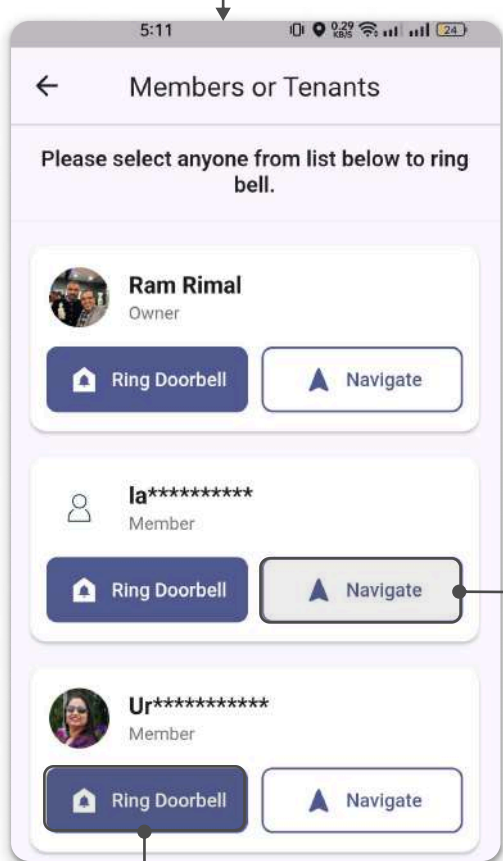 5:11 0.29 KB/S 24
Members or Tenants
Please select anyone from list below to ring
bell.
Ram Rimal
Owner
Ring Doorbell Navigate
la**********
Member
Ring Doorbell Navigate
Ur***********
Member
Ring Doorbell Navigate